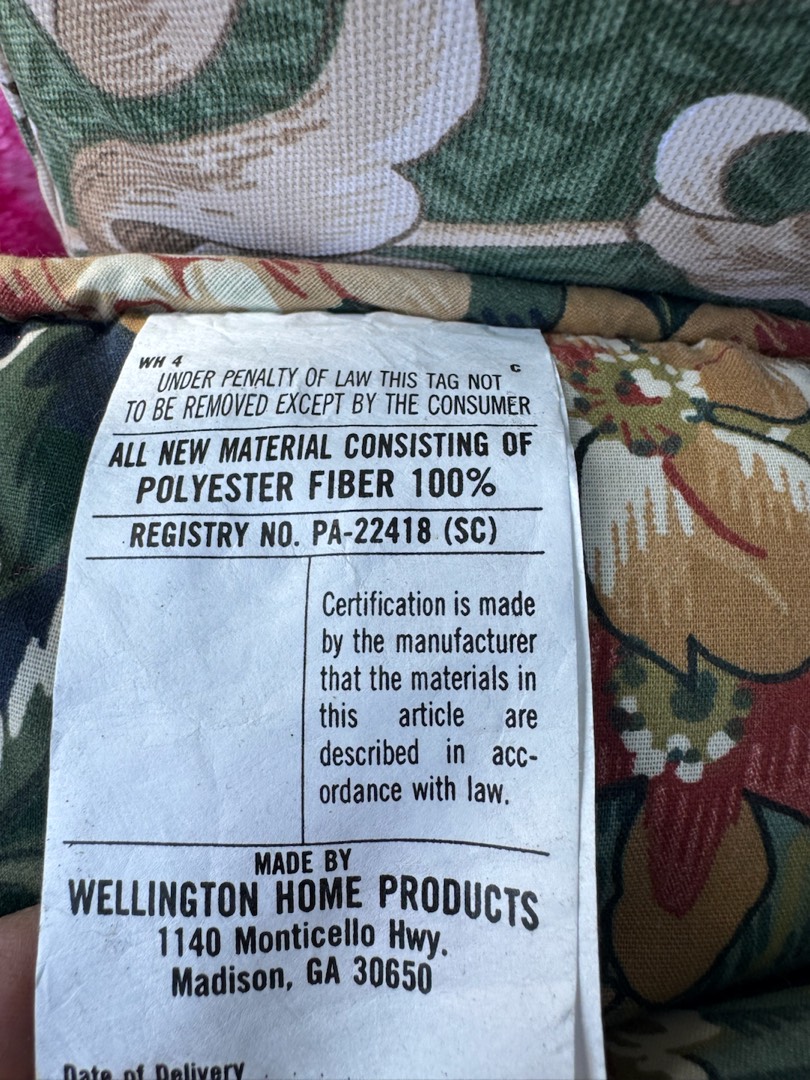 WH 4
C
UNDER PENALTY OF LAW THIS TAG NOT
TO BE REMOVED EXCEPT BY THE CONSUMER
ALL NEW MATERIAL CONSISTING OF
POLYESTER FIBER 100%
REGISTRY NO. PA-22418 (SC)
Certification is made
by the manufacturer
that the materials in
this article are
described in acc-
ordance with law.
MADE BY
WELLINGTON HOME PRODUCTS
1140 Monticello Hwy.
Madison, GA 30650
Date of Delivery